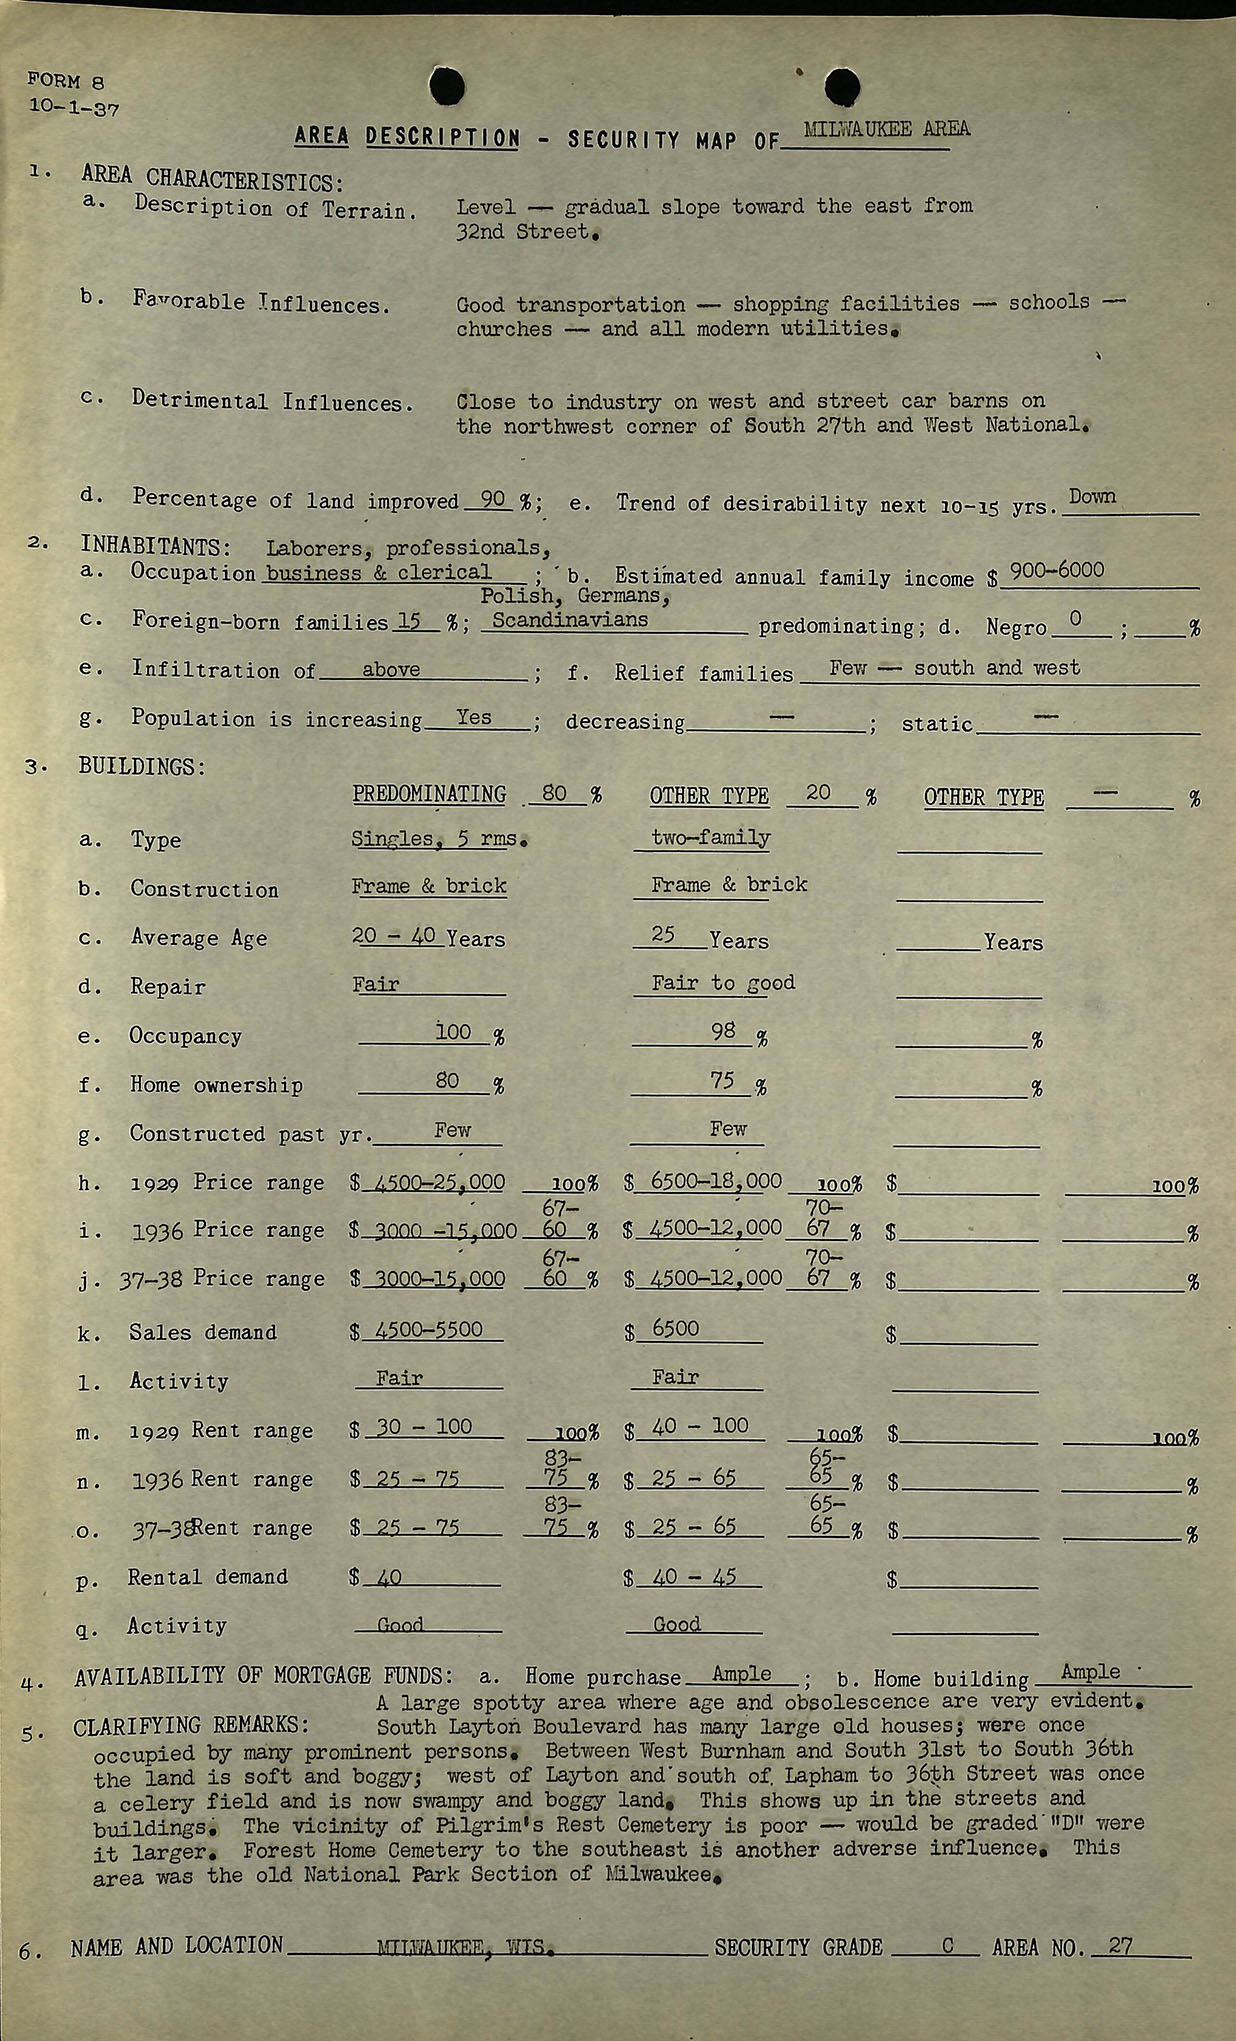 FORM 8
10-1-37
AREA DESCRIPTION - SECURITY MAP OF MILWAUKEE AREA
1. AREA CHARACTERISTICS:
a. Description of Terrain. Level — gradual slope toward the east from
32nd Street.
b. Favorable Influences. Good transportation — shopping facilities — schools —
churches — and all modern utilities.
c. Detrimental Influences. Close to industry on west and street car barns on
the northwest corner of South 27th and West National.
d. Percentage of land improved 90 %; e. Trend of desirability next 10-15 yrs. Down
2. INHABITANTS: Laborers, professionals,
a. Occupation business & clerical ; b. Estimated annual family income $ 900-6000
Polish, Germans,
c. Foreign-born families 15 %; Scandinavians predominating; d. Negro 0 ; %
e. Infiltration of above ; f. Relief families Few — south and west
g. Population is increasing Yes ; decreasing — ; static —
3. BUILDINGS:
PREDOMINATING 80 % OTHER TYPE 20 % OTHER TYPE — %
a. Type Singles, 5 rms. two-family
b. Construction Frame & brick Frame & brick
c. Average Age 20 - 40 Years 25 Years Years
d. Repair Fair Fair to good
e. Occupancy 100 % 98 % %
f. Home ownership 80 % 75 % %
g. Constructed past yr. Few Few
h. 1929 Price range $ 4500-25,000 100% $ 6500-18,000 100% $ 100%
67- 70-
i. 1936 Price range $ 3000 -15,000 60 % $ 4500-12,000 67 % $ %
67- 70-
j. 37-38 Price range $ 3000-15,000 60 % $ 4500-12,000 67 % $ %
k. Sales demand $ 4500-5500 $ 6500 $
l. Activity Fair Fair
m. 1929 Rent range $ 30 - 100 100% $ 40 - 100 100% $ 100%
83- 65-
n. 1936 Rent range $ 25 - 75 75 % $ 25 - 65 65 % $ %
83- 65-
o. 37-38 Rent range $ 25 - 75 75 % $ 25 - 65 65 % $ %
p. Rental demand $ 40 $ 40 - 45 $
q. Activity Good Good
4. AVAILABILITY OF MORTGAGE FUNDS: a. Home purchase Ample ; b. Home building Ample
A large spotty area where age and obsolescence are very evident.
5. CLARIFYING REMARKS: South Layton Boulevard has many large old houses; were once
occupied by many prominent persons. Between West Burnham and South 31st to South 36th
the land is soft and boggy; west of Layton and south of Lapham to 36th Street was once
a celery field and is now swampy and boggy land. This shows up in the streets and
buildings. The vicinity of Pilgrim's Rest Cemetery is poor — would be graded "D" were
it larger. Forest Home Cemetery to the southeast is another adverse influence. This
area was the old National Park Section of Milwaukee.
6. NAME AND LOCATION MILWAUKEE, WIS. SECURITY GRADE C AREA NO. 27